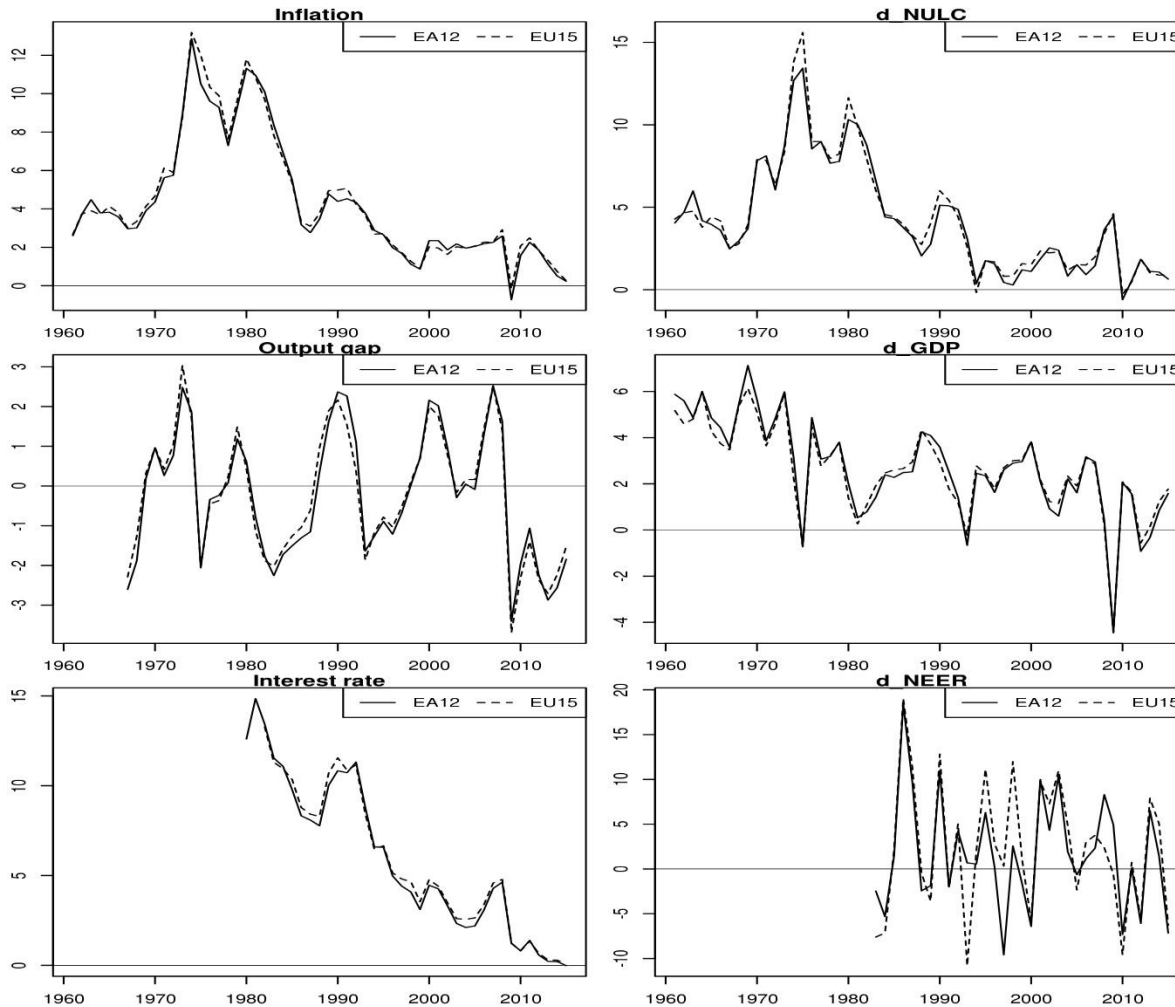 Inflation
EA12 EU15
0 2 4 6 8 10 12
1960 1970 1980 1990 2000 2010
d_NULC
EA12 EU15
0 5 10 15
1960 1970 1980 1990 2000 2010
Output gap
EA12 EU15
-3 -2 -1 0 1 2 3
1960 1970 1980 1990 2000 2010
d_GDP
EA12 EU15
-4 -2 0 2 4 6
1960 1970 1980 1990 2000 2010
Interest rate
EA12 EU15
0 5 10 15
1960 1970 1980 1990 2000 2010
d_NEER
EA12 EU15
-10 -5 0 5 10 15 20
1960 1970 1980 1990 2000 2010